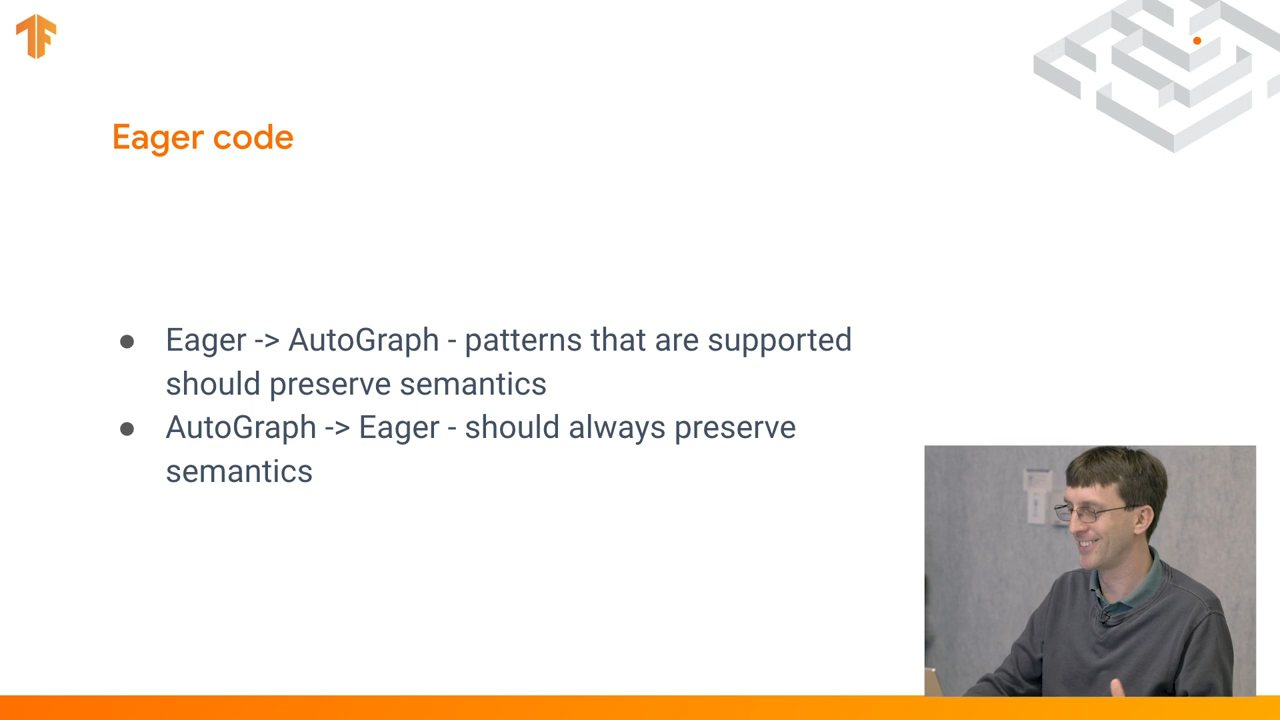 Eager code
● Eager -> AutoGraph - patterns that are supported
should preserve semantics
● AutoGraph -> Eager - should always preserve
semantics